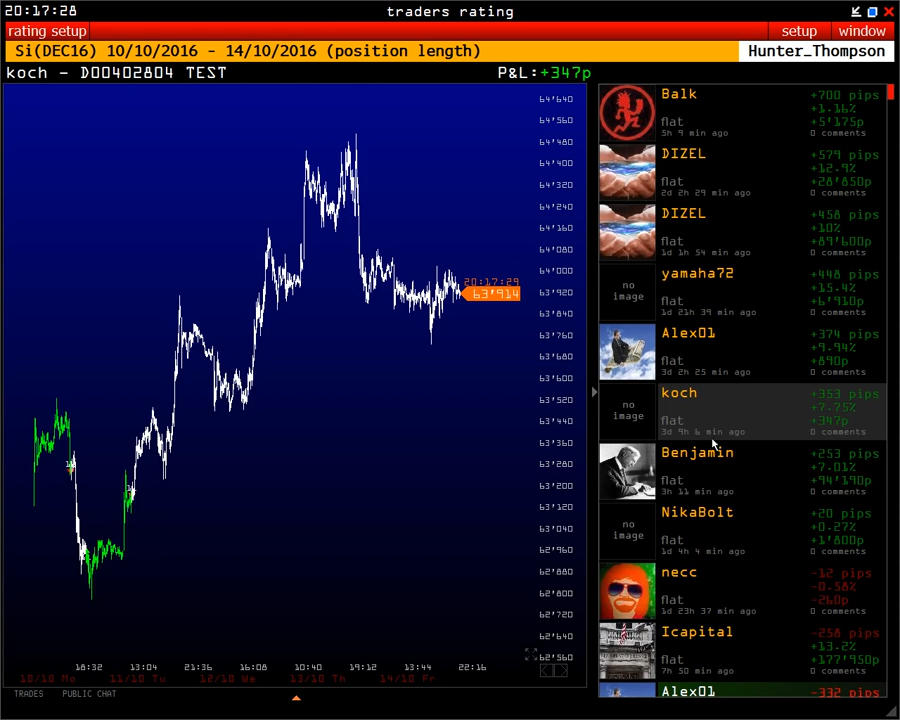 20:17:28
traders rating
rating setup
setup
window
Si(DEC16) 10/10/2016 - 14/10/2016 (position length)
Hunter_Thompson
koch - D00402804 TEST
P&L:+347p
64'640
64'560
64'480
64'400
64'320
64'240
64'160
64'080
64'000
63'920
63'840
63'760
63'680
63'600
63'520
63'440
63'360
63'280
63'200
63'120
63'040
62'960
62'880
62'800
62'720
62'640
62'560
20:17:29
63'914
18:32 13:04 21:36 16:08 10:40 19:12 13:44 22:16
10/10 Mo 11/10 Tu 12/10 We 13/10 Th 14/10 Fr
TRADES PUBLIC CHAT
Balk +700 pips
+1.16%
flat +5'175p
5h 9 min ago 0 comments
DIZEL +579 pips
+12.9%
flat +28'850p
2d 2h 29 min ago 0 comments
DIZEL +458 pips
+10%
flat +89'600p
1d 1h 54 min ago 0 comments
no image
yamaha72 +448 pips
+15.4%
flat +6'910p
1d 21h 39 min ago 0 comments
Alex01 +374 pips
+9.94%
flat +890p
3d 2h 25 min ago 0 comments
no image
koch +353 pips
+7.75%
flat +347p
3d 9h 6 min ago 0 comments
Benjamin +253 pips
+7.01%
flat +94'190p
3h 11 min ago 0 comments
no image
NikaBolt +20 pips
+0.27%
flat +1'800p
1d 4h 4 min ago 0 comments
necc -12 pips
-0.58%
flat -260p
1d 23h 37 min ago 0 comments
Icapital -258 pips
+13.2%
flat +177'950p
7h 50 min ago 0 comments
Alex01 -332 pips